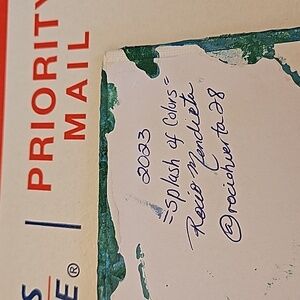 PRIORITY
MAIL
S
E®
2023
=Splash of Colors=
Rocio Mendieta
@rociohuerta28